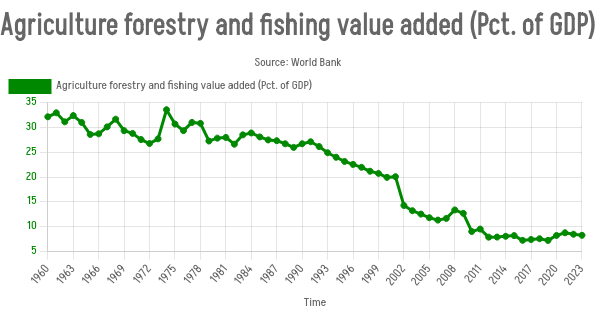 Agriculture forestry and fishing value added (Pct. of GDP)
Source: World Bank
Agriculture forestry and fishing value added (Pct. of GDP)
35
30
25
20
15
10
5
1960 1963 1966 1969 1972 1975 1978 1981 1984 1987 1990 1993 1996 1999 2002 2005 2008 2011 2014 2017 2020 2023
Time